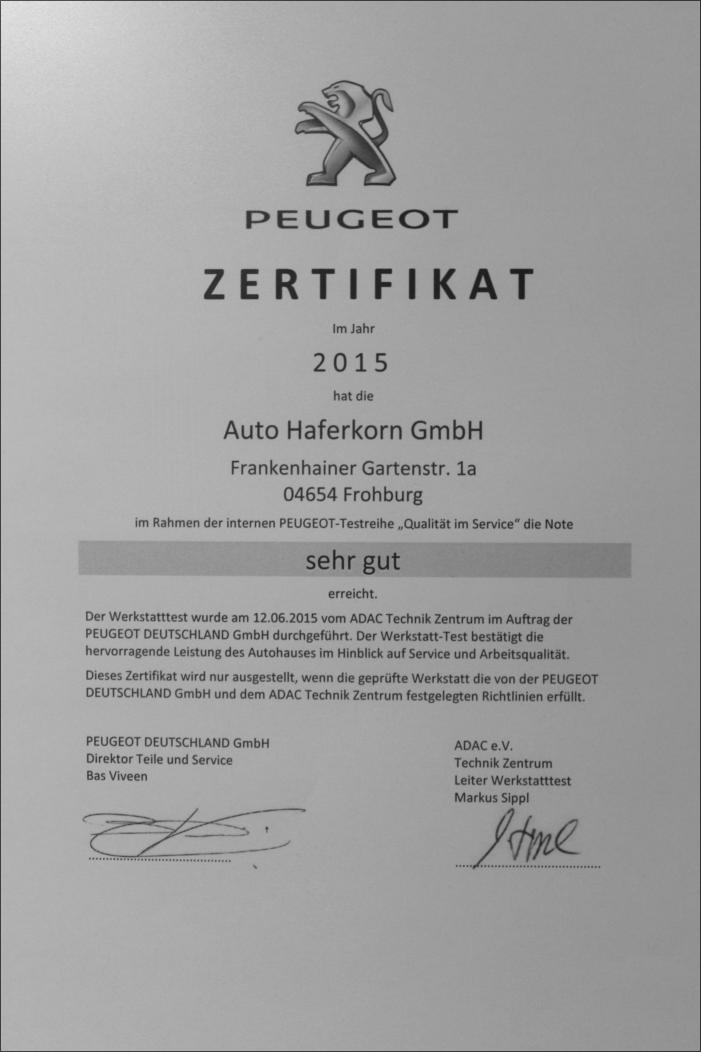 PEUGEOT
ZERTIFIKAT
Im Jahr
2015
hat die
Auto Haferkorn GmbH
Frankenhainer Gartenstr. 1a
04654 Frohburg
im Rahmen der internen PEUGEOT-Testreihe „Qualität im Service“ die Note
sehr gut
erreicht.
Der Werkstatttest wurde am 12.06.2015 vom ADAC Technik Zentrum im Auftrag der
PEUGEOT DEUTSCHLAND GmbH durchgeführt. Der Werkstatt-Test bestätigt die
hervorragende Leistung des Autohauses im Hinblick auf Service und Arbeitsqualität.
Dieses Zertifikat wird nur ausgestellt, wenn die geprüfte Werkstatt die von der PEUGEOT
DEUTSCHLAND GmbH und dem ADAC Technik Zentrum festgelegten Richtlinien erfüllt.
PEUGEOT DEUTSCHLAND GmbH
Direktor Teile und Service
Bas Viveen
ADAC e.V.
Technik Zentrum
Leiter Werkstatttest
Markus Sippl